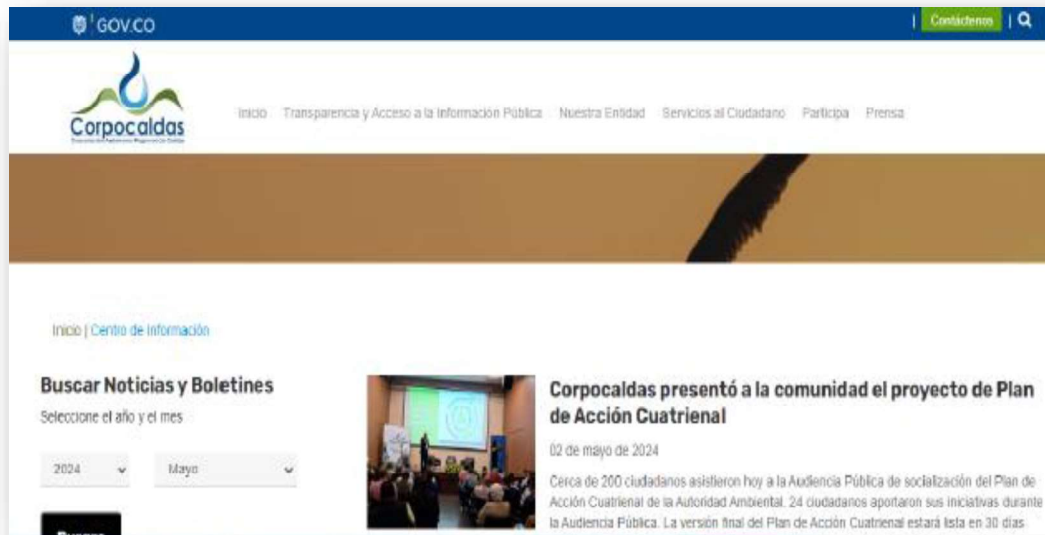 GOV.CO
| Contáctenos |
Corpocaldas
Inicio Transparencia y Acceso a la Información Pública Nuestra Entidad Servicios al Ciudadano Participa Prensa
Inicio | Centro de Información
Buscar Noticias y Boletines
Seleccione el año y el mes
2024 Mayo
Corpocaldas presentó a la comunidad el proyecto de Plan
de Acción Cuatrienal
02 de mayo de 2024
Cerca de 200 ciudadanos asistieron hoy a la Audiencia Pública de socialización del Plan de
Acción Cuatrienal de la Autoridad Ambiental. 24 ciudadanos aportaron sus iniciativas durante
la Audiencia Pública. La versión final del Plan de Acción Cuatrienal estará lista en 30 días